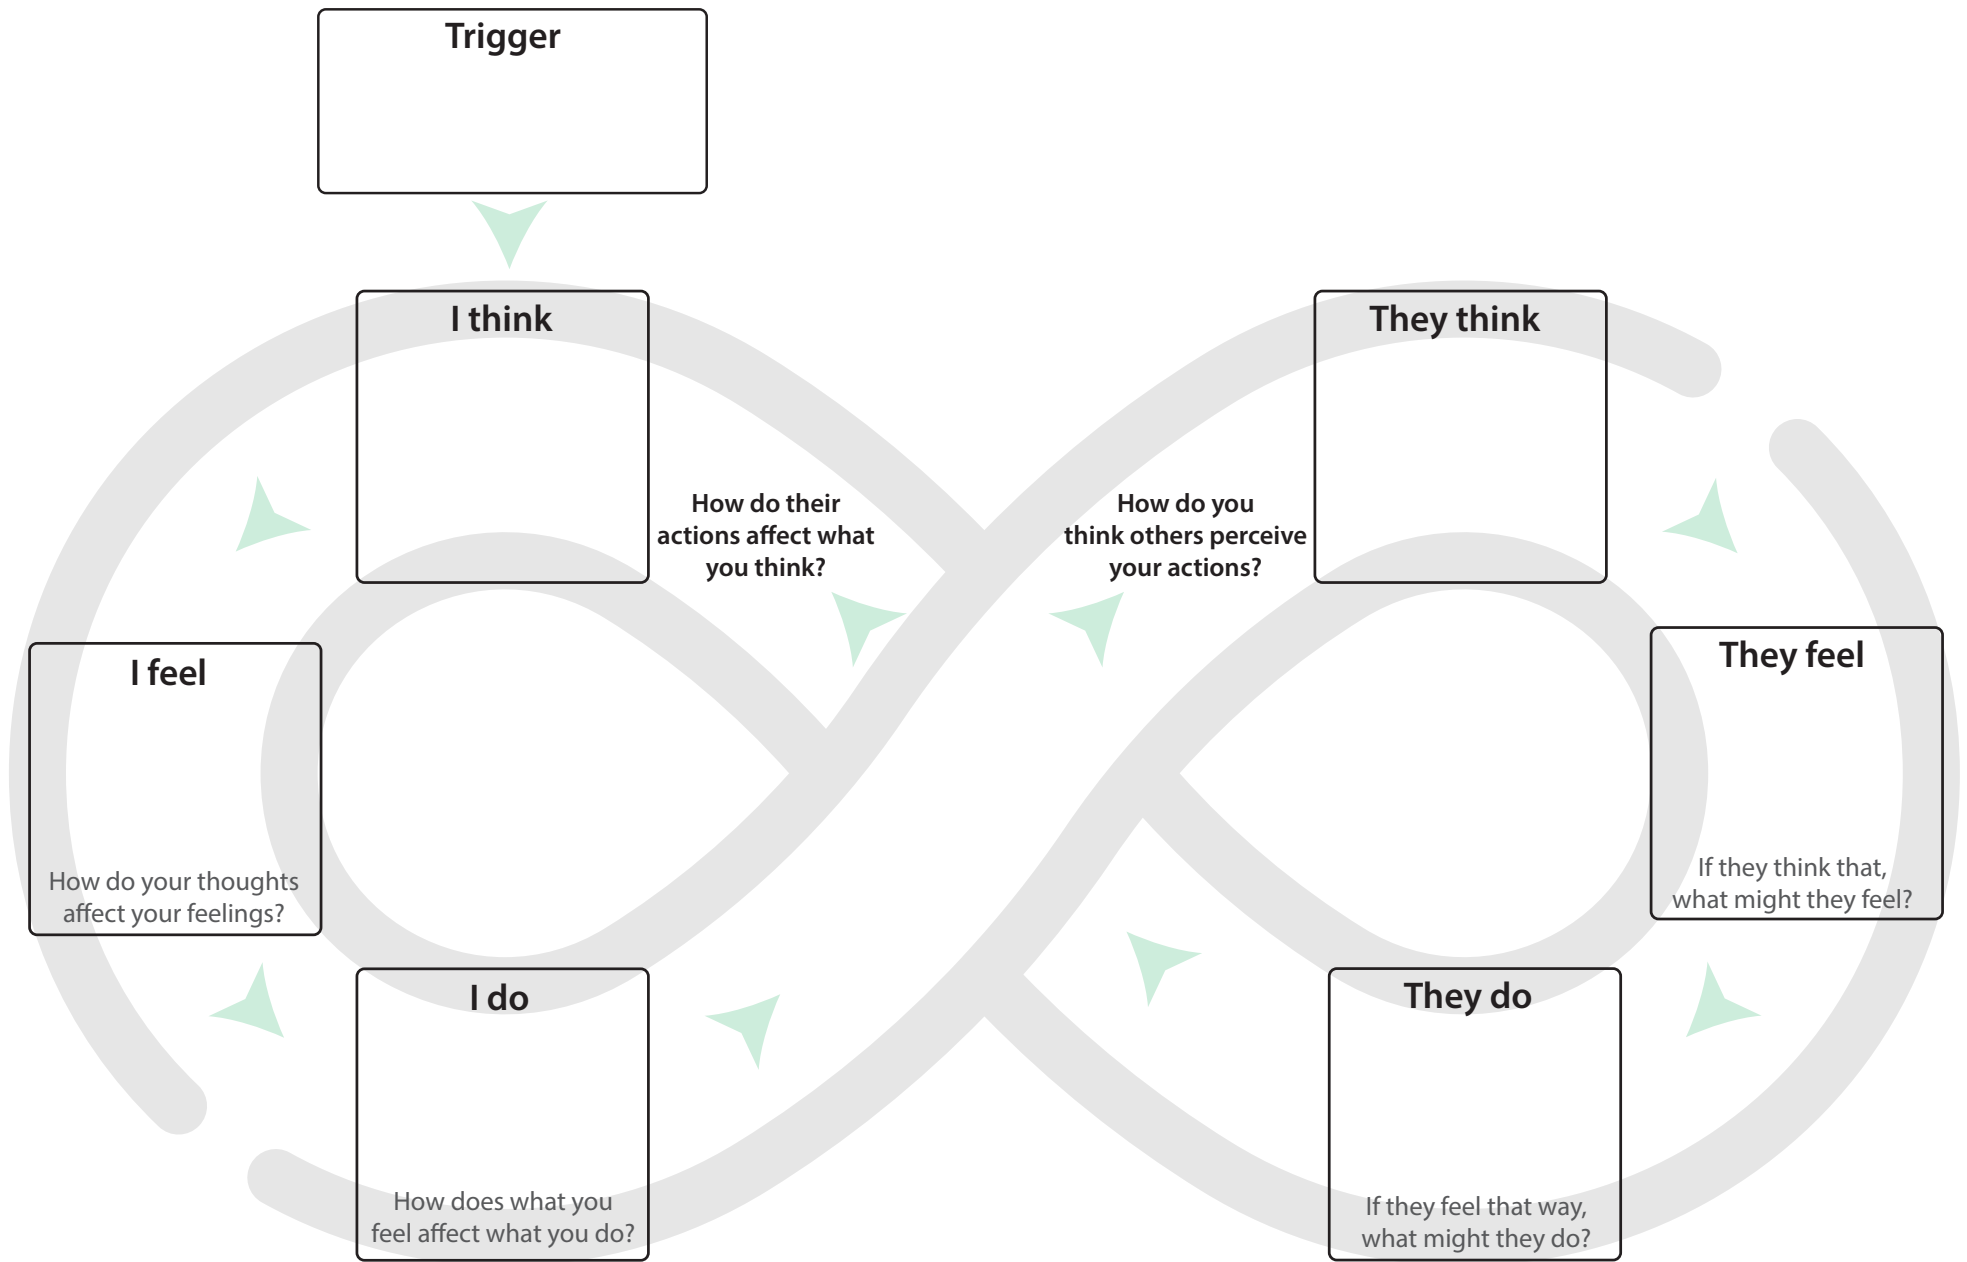 Trigger
I think
They think
How do their
actions affect what
you think?
How do you
think others perceive
your actions?
I feel
How do your thoughts
affect your feelings?
They feel
If they think that,
what might they feel?
I do
How does what you
feel affect what you do?
They do
If they feel that way,
what might they do?